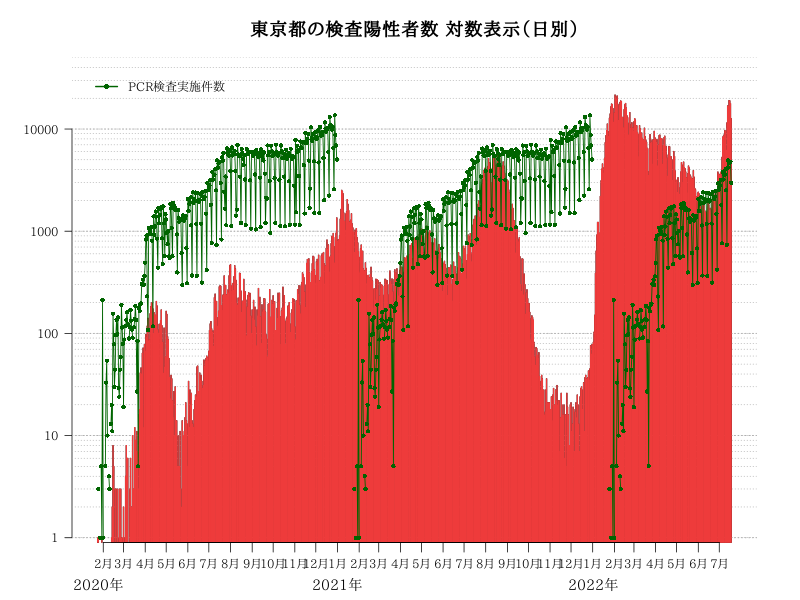 東京都の検査陽性者数 対数表示（日別）
PCR検査実施件数
10000
1000
100
10
1
2月 3月 4月 5月 6月 7月 8月 9月 10月 11月 12月 1月 2月 3月 4月 5月 6月 7月 8月 9月 10月 11月 12月 1月 2月 3月 4月 5月 6月 7月
2020年 2021年 2022年